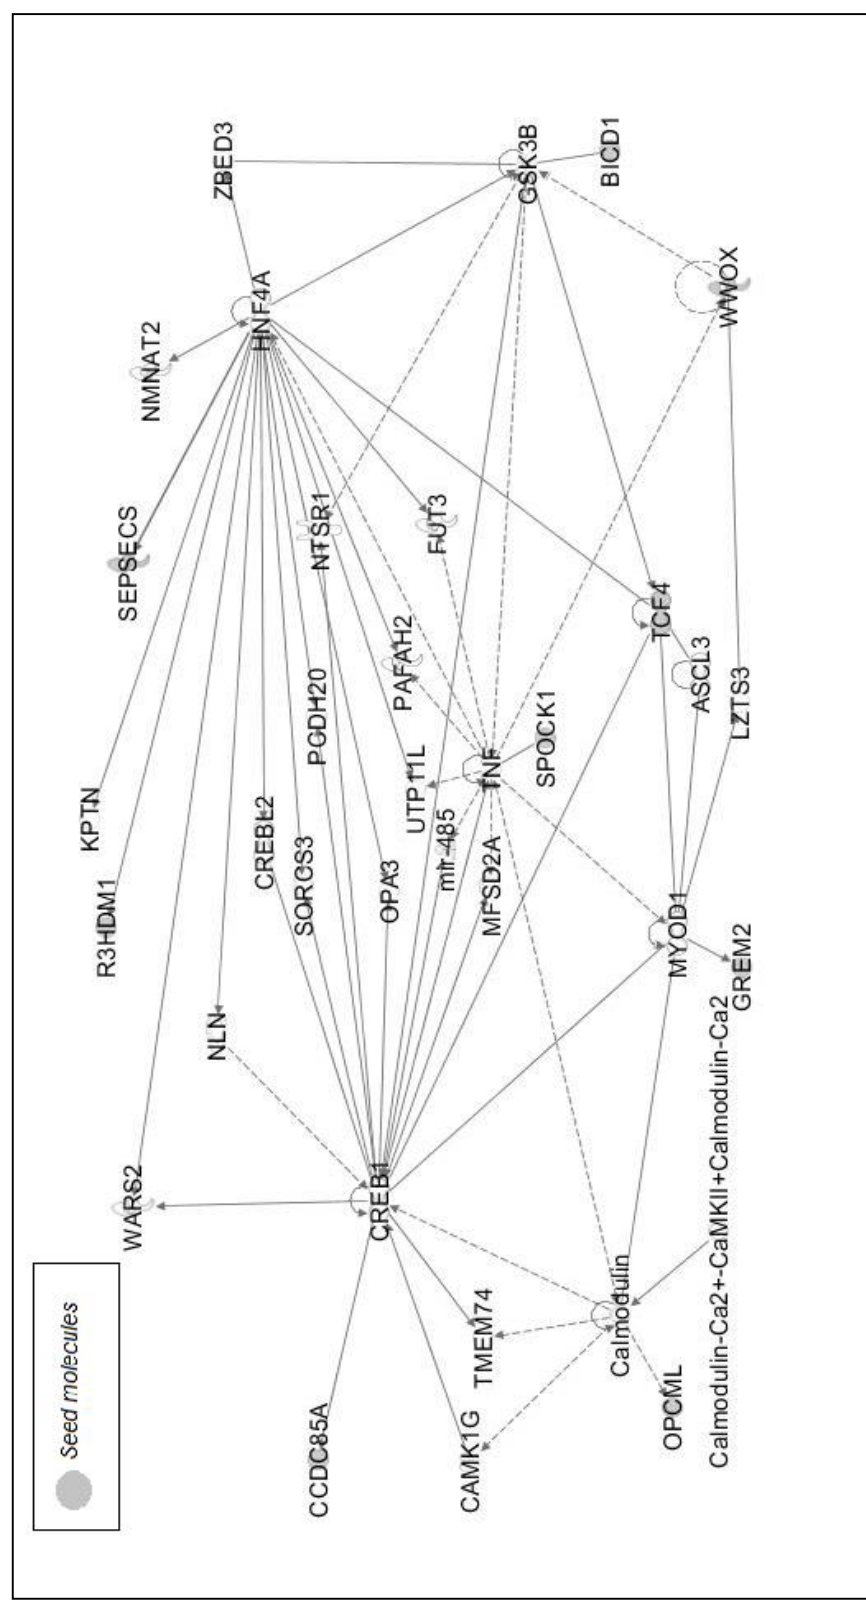 Seed molecules
KPTN
R3HDM1
SEPSECS
WARS2
NMNAT2
NLN
ZBED3
HNF4A
CREBL2
SORCS3
PCDH20
CCDC85A
NTSR1
CREB1
OPA3
PAFAH2
UTP11L
FUT3
mir-485
CAMK1G
TMEM74
MFSD2A
TNF
GSK3B
SPOCK1
BICD1
Calmodulin
TCF4
OPCML
MYOD1
ASCL3
Calmodulin-Ca2+-CaMKII+Calmodulin-Ca2
WWOX
LZTS3
GREM2